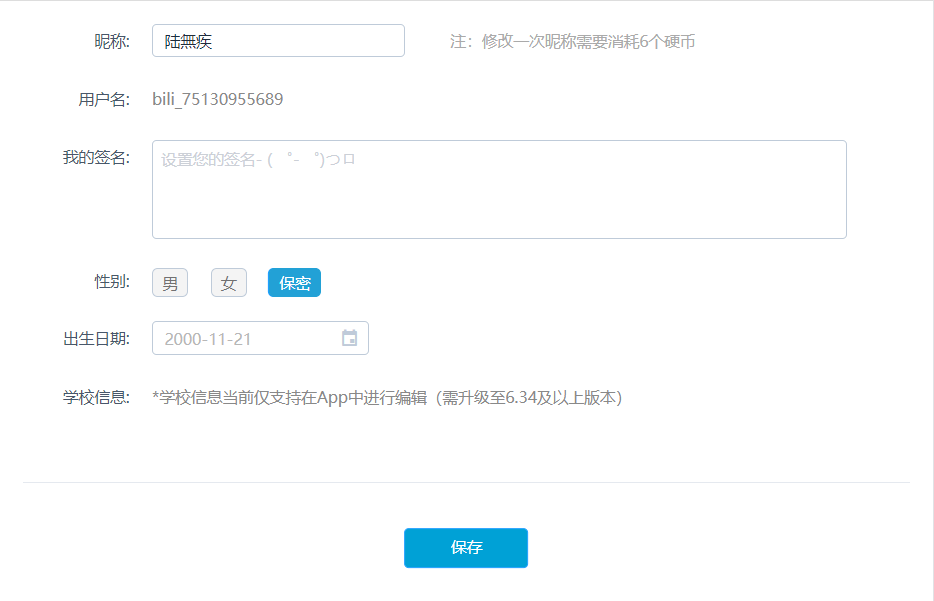 昵称: 陆無疾 注：修改一次昵称需要消耗6个硬币
用户名: bili_75130955689
我的签名: 设置您的签名- ( ゜- ゜)つロ
性别: 男 女 保密
出生日期: 2000-11-21
学校信息: *学校信息当前仅支持在App中进行编辑（需升级至6.34及以上版本）
保存